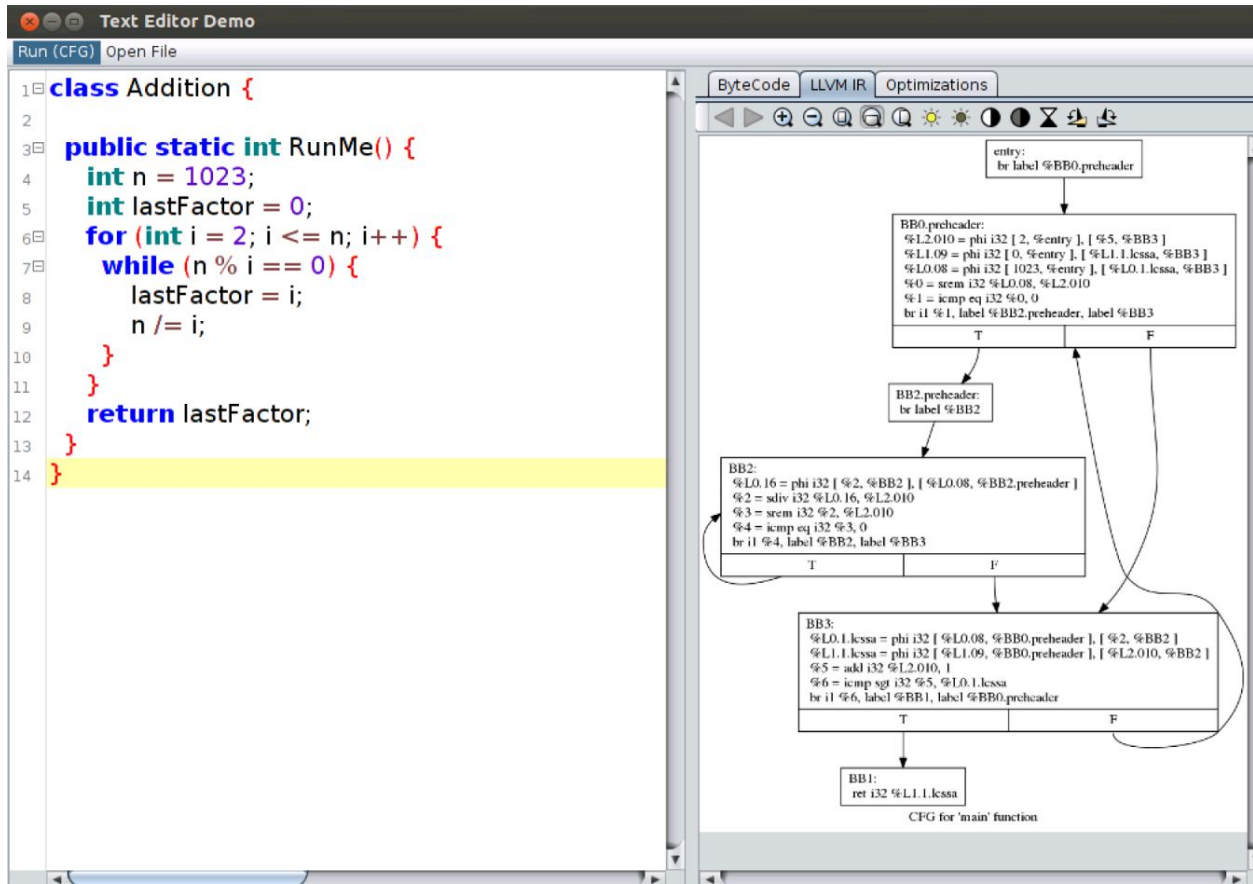 Text Editor Demo
Run (CFG) Open File
1 class Addition {
2
3 public static int RunMe() {
4 int n = 1023;
5 int lastFactor = 0;
6 for (int i = 2; i <= n; i++) {
7 while (n % i == 0) {
8 lastFactor = i;
9 n /= i;
10 }
11 }
12 return lastFactor;
13 }
14 }
ByteCode LLVM IR Optimizations
entry:
br label %BB0.preheader
BB0.preheader:
%L2.010 = phi i32 [ 2, %entry ], [ %5, %BB3 ]
%L1.09 = phi i32 [ 0, %entry ], [ %L1.1.lcssa, %BB3 ]
%L0.08 = phi i32 [ 1023, %entry ], [ %L0.1.lcssa, %BB3 ]
%0 = srem i32 %L0.08, %L2.010
%1 = icmp eq i32 %0, 0
br i1 %1, label %BB2.preheader, label %BB3
T F
BB2.preheader:
br label %BB2
BB2:
%L0.16 = phi i32 [ %2, %BB2 ], [ %L0.08, %BB2.preheader ]
%2 = sdiv i32 %L0.16, %L2.010
%3 = srem i32 %2, %L2.010
%4 = icmp eq i32 %3, 0
br i1 %4, label %BB2, label %BB3
T F
BB3:
%L0.1.lcssa = phi i32 [ %L0.08, %BB0.preheader ], [ %2, %BB2 ]
%L1.1.lcssa = phi i32 [ %L1.09, %BB0.preheader ], [ %L2.010, %BB2 ]
%5 = add i32 %L2.010, 1
%6 = icmp sgt i32 %5, %L0.1.lcssa
br i1 %6, label %BB1, label %BB0.preheader
T F
BB1:
ret i32 %L1.1.lcssa
CFG for 'main' function